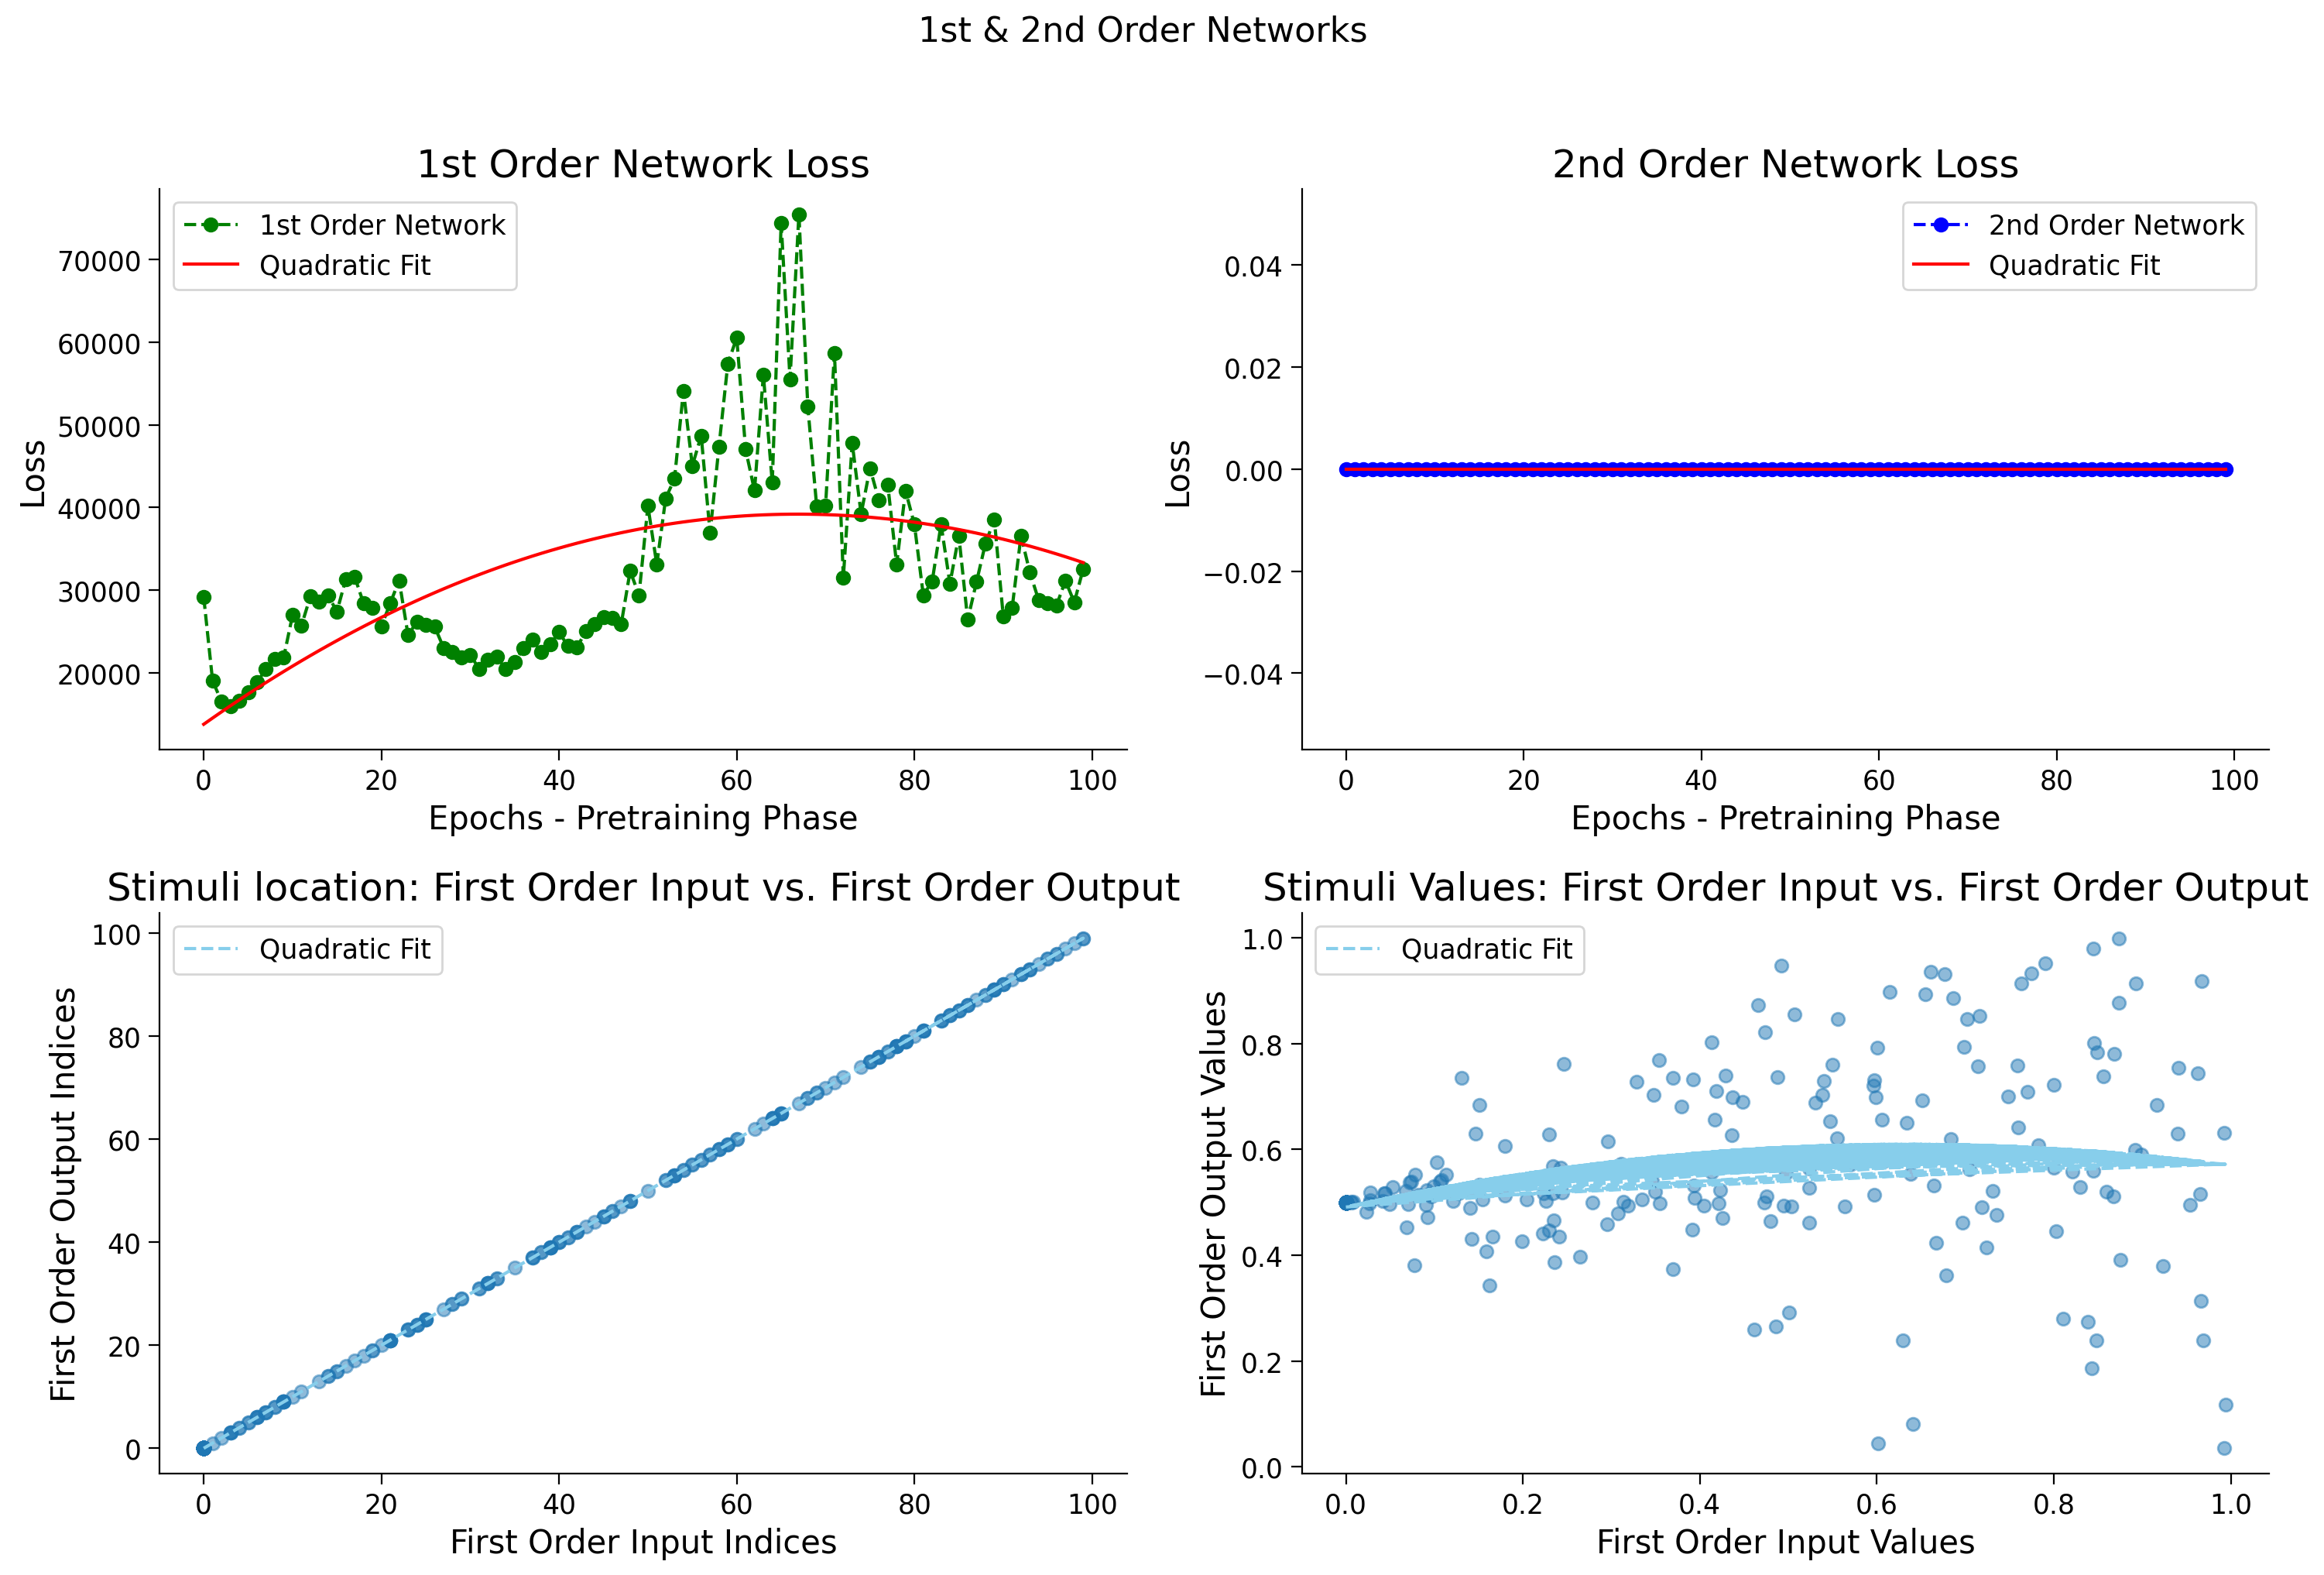 1st & 2nd Order Networks
1st Order Network Loss
1st Order Network
Quadratic Fit
Loss
70000
60000
50000
40000
30000
20000
0 20 40 60 80 100
Epochs - Pretraining Phase
2nd Order Network Loss
2nd Order Network
Quadratic Fit
Loss
0.04
0.02
0.00
−0.02
−0.04
0 20 40 60 80 100
Epochs - Pretraining Phase
Stimuli location: First Order Input vs. First Order Output
Quadratic Fit
First Order Output Indices
100
80
60
40
20
0
0 20 40 60 80 100
First Order Input Indices
Stimuli Values: First Order Input vs. First Order Output
Quadratic Fit
First Order Output Values
1.0
0.8
0.6
0.4
0.2
0.0
0.0 0.2 0.4 0.6 0.8 1.0
First Order Input Values